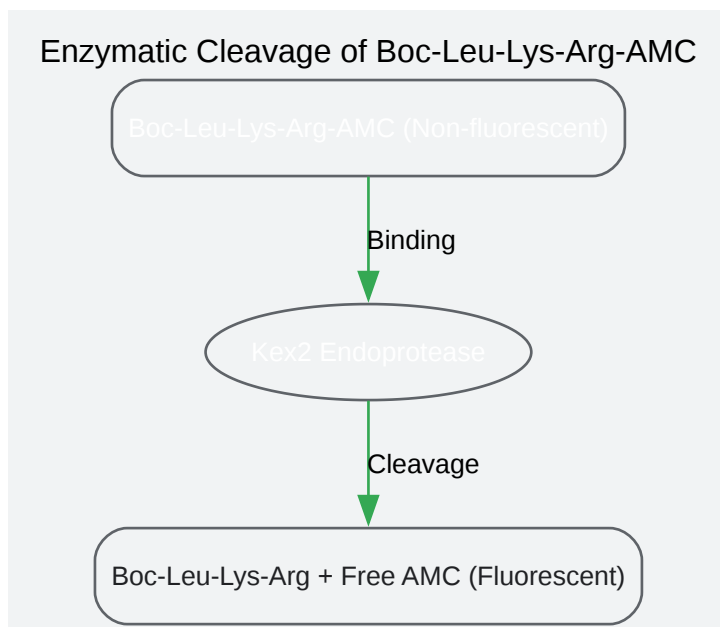 Enzymatic Cleavage of Boc-Leu-Lys-Arg-AMC
Boc-Leu-Lys-Arg-AMC (Non-fluorescent)
Binding
Kex2 Endoprotease
Cleavage
Boc-Leu-Lys-Arg + Free AMC (Fluorescent)